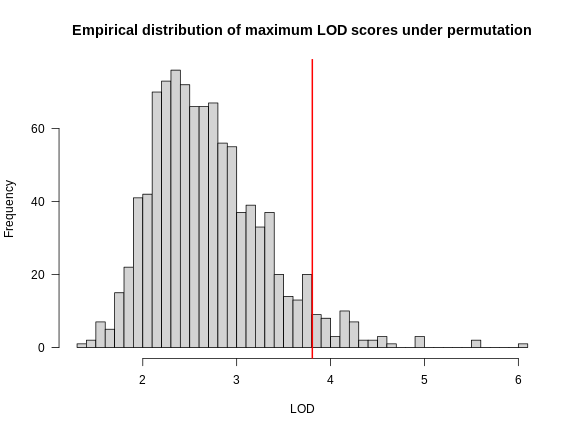 Empirical distribution of maximum LOD scores under permutation
Frequency
60
40
20
0
2 3 4 5 6
LOD